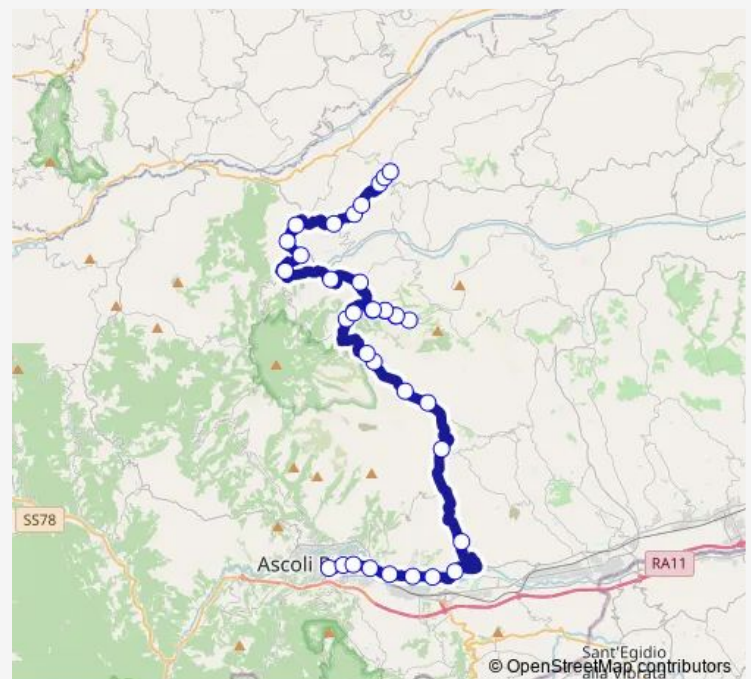 SS78
Ascoli
RA11
Sant'Egidio
alla Vibrata
© OpenStreetMap contributors